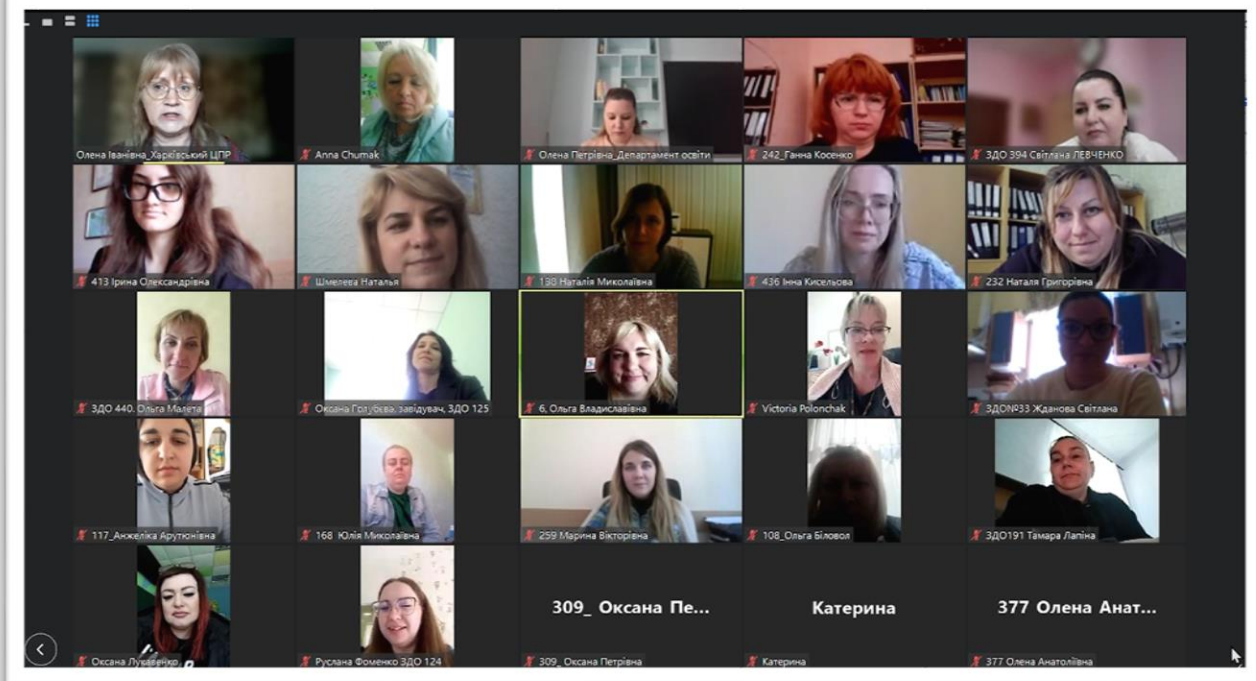 Олена Іванівна_Харківський ЦПР
Anna Chumak
Олена Петрівна_Департамент освіти
242_Ганна Косенко
ЗДО 394 Світлана ЛЕВЧЕНКО
413 Ірина Олександрівна
Шмелева Наталья
138 Наталія Миколаївна
436 Інна Кисельова
232 Наталя Григорівна
ЗДО 440. Ольга Малета
Оксана Голубєва, завідувач, ЗДО 125
6, Ольга Владиславівна
Victoria Polonchak
ЗДО№33 Жданова Світлана
117_Анжеліка Арутюнівна
168 Юлія Миколаївна
259 Марина Вікторівна
108_Ольга Біловол
ЗДО191 Тамара Лапіна
309_ Оксана Пе...
Катерина
377 Олена Анат...
Оксана Лукавенко
Руслана Фоменко ЗДО 124
309_ Оксана Петрівна
Катерина
377 Олена Анатоліївна